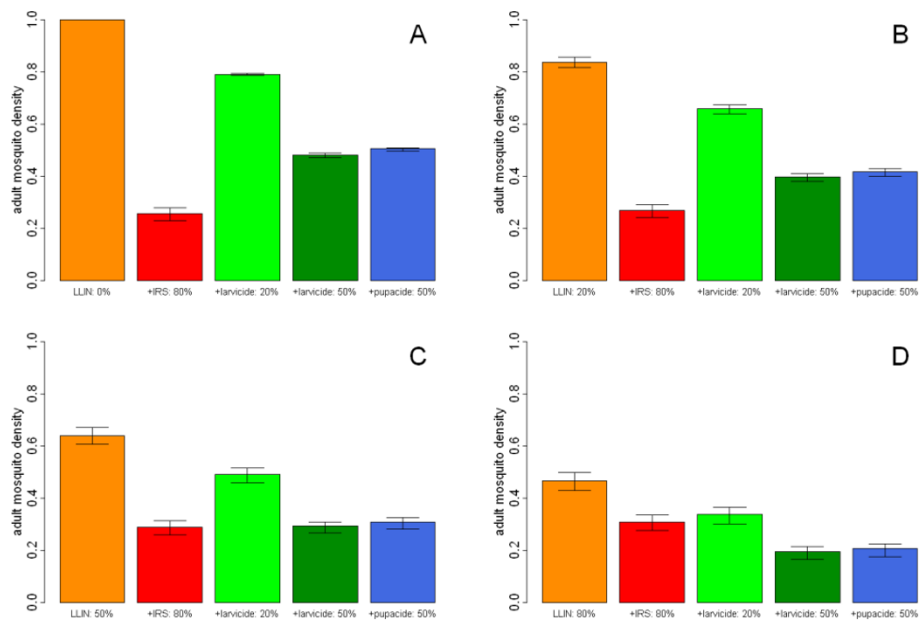 A
adult mosquito density
1.0
0.8
0.6
0.4
0.2
0.
LLIN: 0%
+IRS: 80%
+larvicide: 20%
+larvicide: 50%
+pupacide: 50%
B
adult mosquito density
1.0
0.8
0.6
0.4
0.2
0.
LLIN: 20%
+IRS: 80%
+larvicide: 20%
+larvicide: 50%
+pupacide: 50%
C
adult mosquito density
1.0
0.8
0.6
0.4
0.2
0.
LLIN: 50%
+IRS: 80%
+larvicide: 20%
+larvicide: 50%
+pupacide: 50%
D
adult mosquito density
1.0
0.8
0.6
0.4
0.2
0.
LLIN: 80%
+IRS: 80%
+larvicide: 20%
+larvicide: 50%
+pupacide: 50%